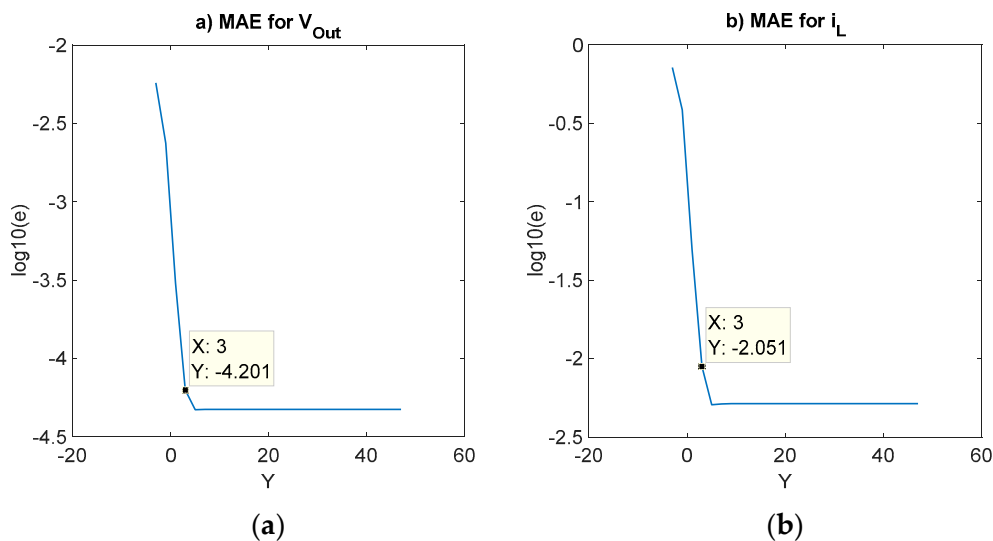 a) MAE for V_Out
-2
-2.5
-3
-3.5
-4
-4.5
log10(e)
X: 3
Y: -4.201
-20
0
20
40
60
Y
(a)
b) MAE for i_L
0
-0.5
-1
-1.5
-2
-2.5
log10(e)
X: 3
Y: -2.051
-20
0
20
40
60
Y
(b)